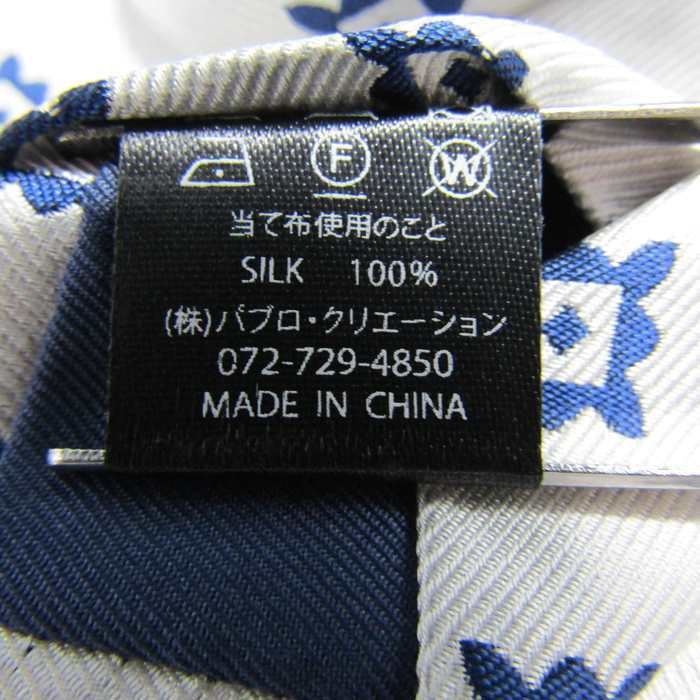 F W
当て布使用のこと
SILK 100%
(株)パブロ・クリエーション
072-729-4850
MADE IN CHINA